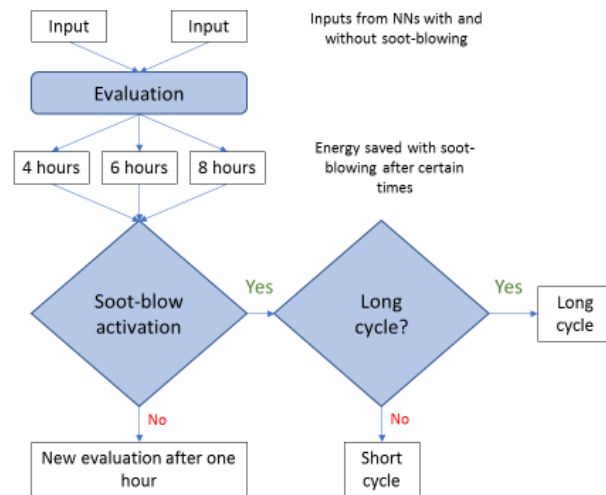 Input
Input
Inputs from NNs with and
without soot-blowing
Evaluation
4 hours
6 hours
8 hours
Energy saved with soot-
blowing after certain
times
Soot-blow
activation
Yes
Long
cycle?
Yes
Long
cycle
No
No
New evaluation after one
hour
Short
cycle